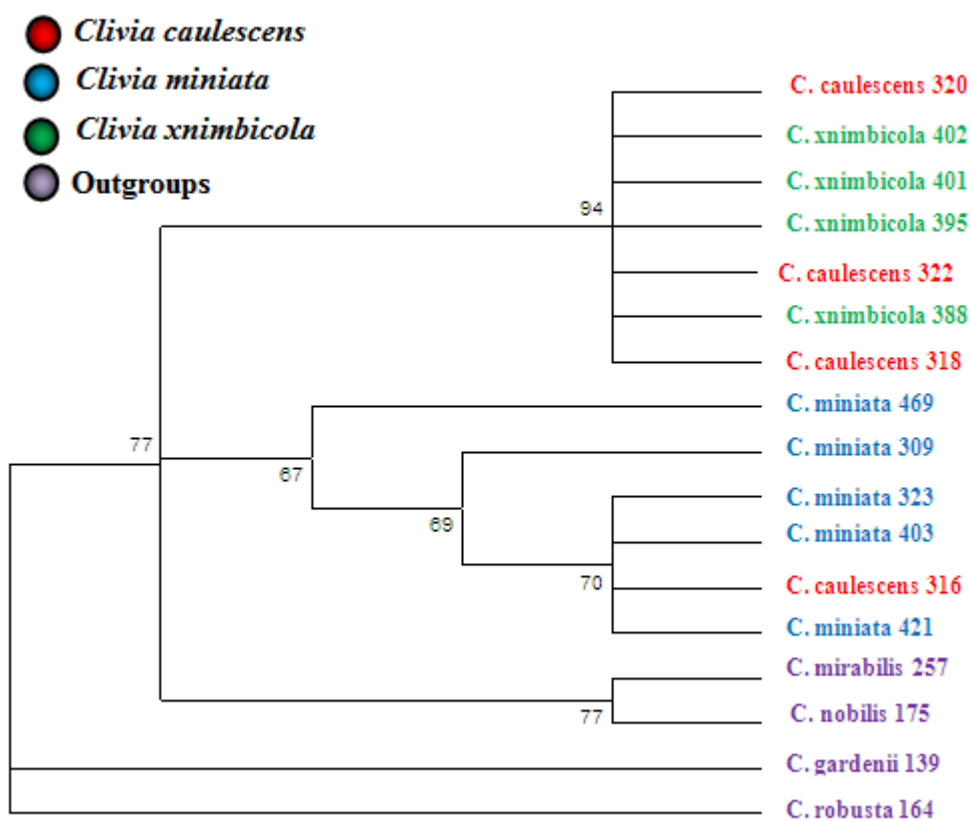 Clivia caulescens
Clivia miniata
Clivia xnimbicola
Outgroups
C. caulescens 320
C. xnimbicola 402
C. xnimbicola 401
94
C. xnimbicola 395
C. caulescens 322
C. xnimbicola 388
C. caulescens 318
C. miniata 469
77
C. miniata 309
67
C. miniata 323
69
C. miniata 403
70
C. caulescens 316
C. miniata 421
C. mirabilis 257
77
C. nobilis 175
C. gardenii 139
C. robusta 164